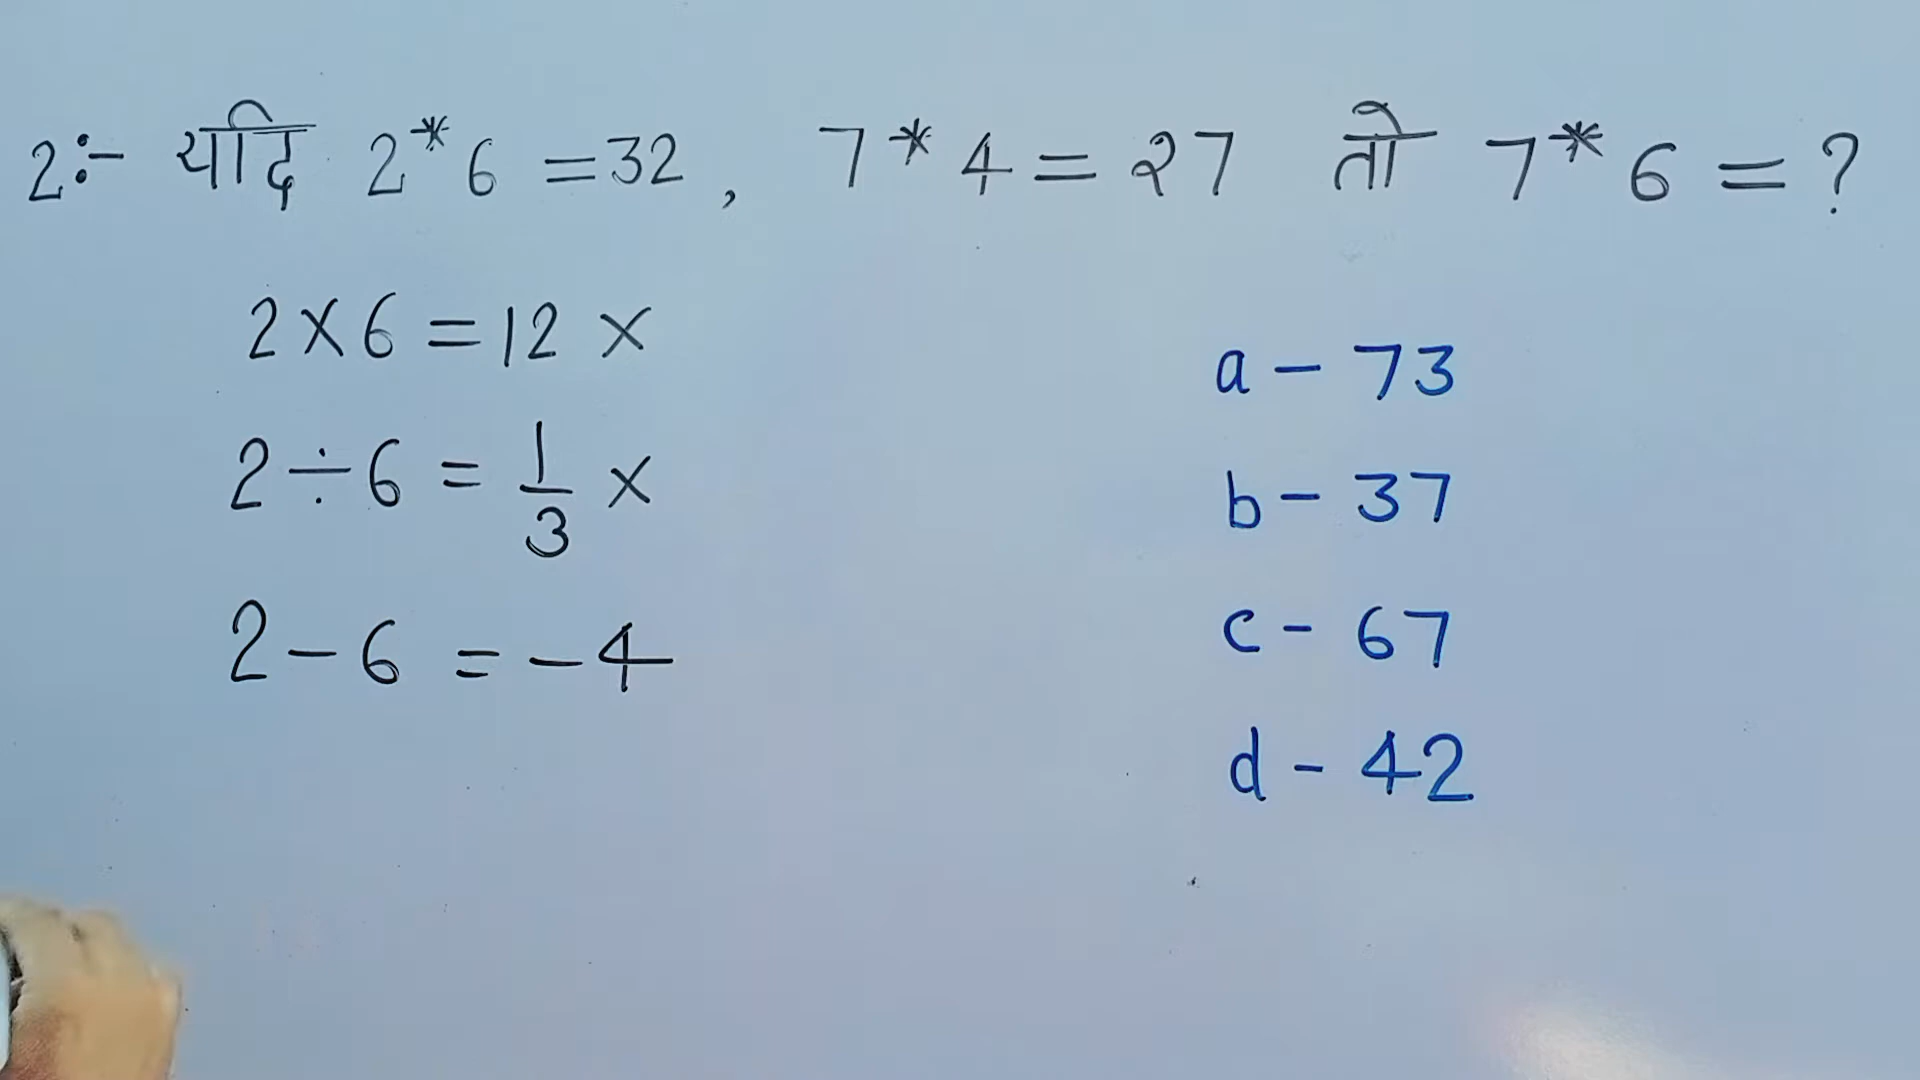 2:- यदि 2*6=32, 7*4=27 तो 7*6=?
2×6=12 ×
2÷6=1/3 ×
2-6=-4
a-73
b-37
c-67
d-42